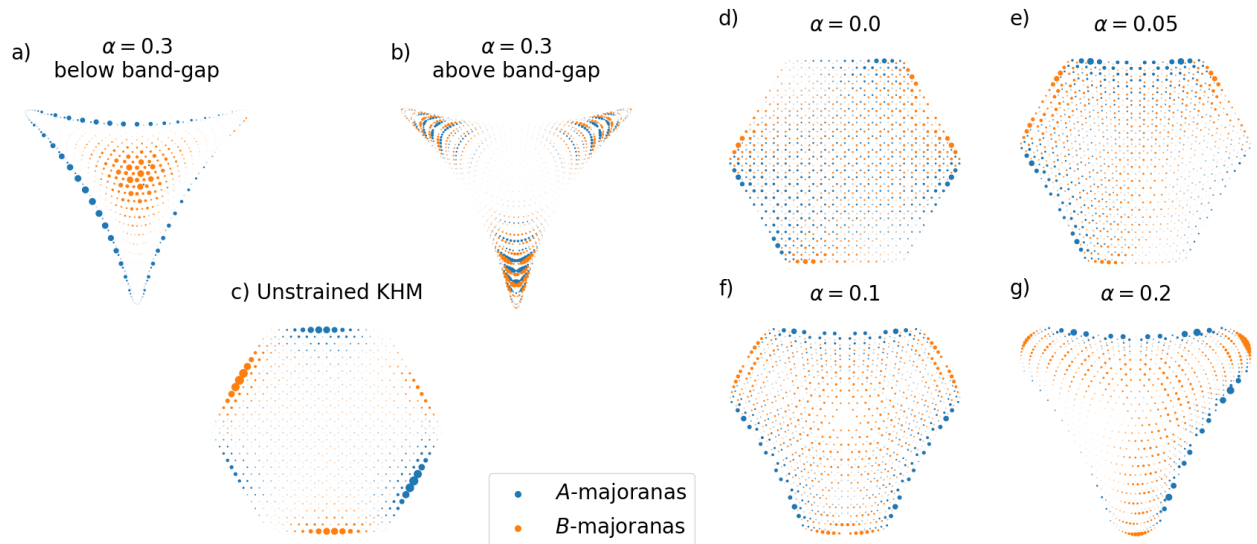 a)
α = 0.3
below band-gap
b)
α = 0.3
above band-gap
c) Unstrained KHM
A-majoranas
B-majoranas
d)
α = 0.0
e)
α = 0.05
f)
α = 0.1
g)
α = 0.2